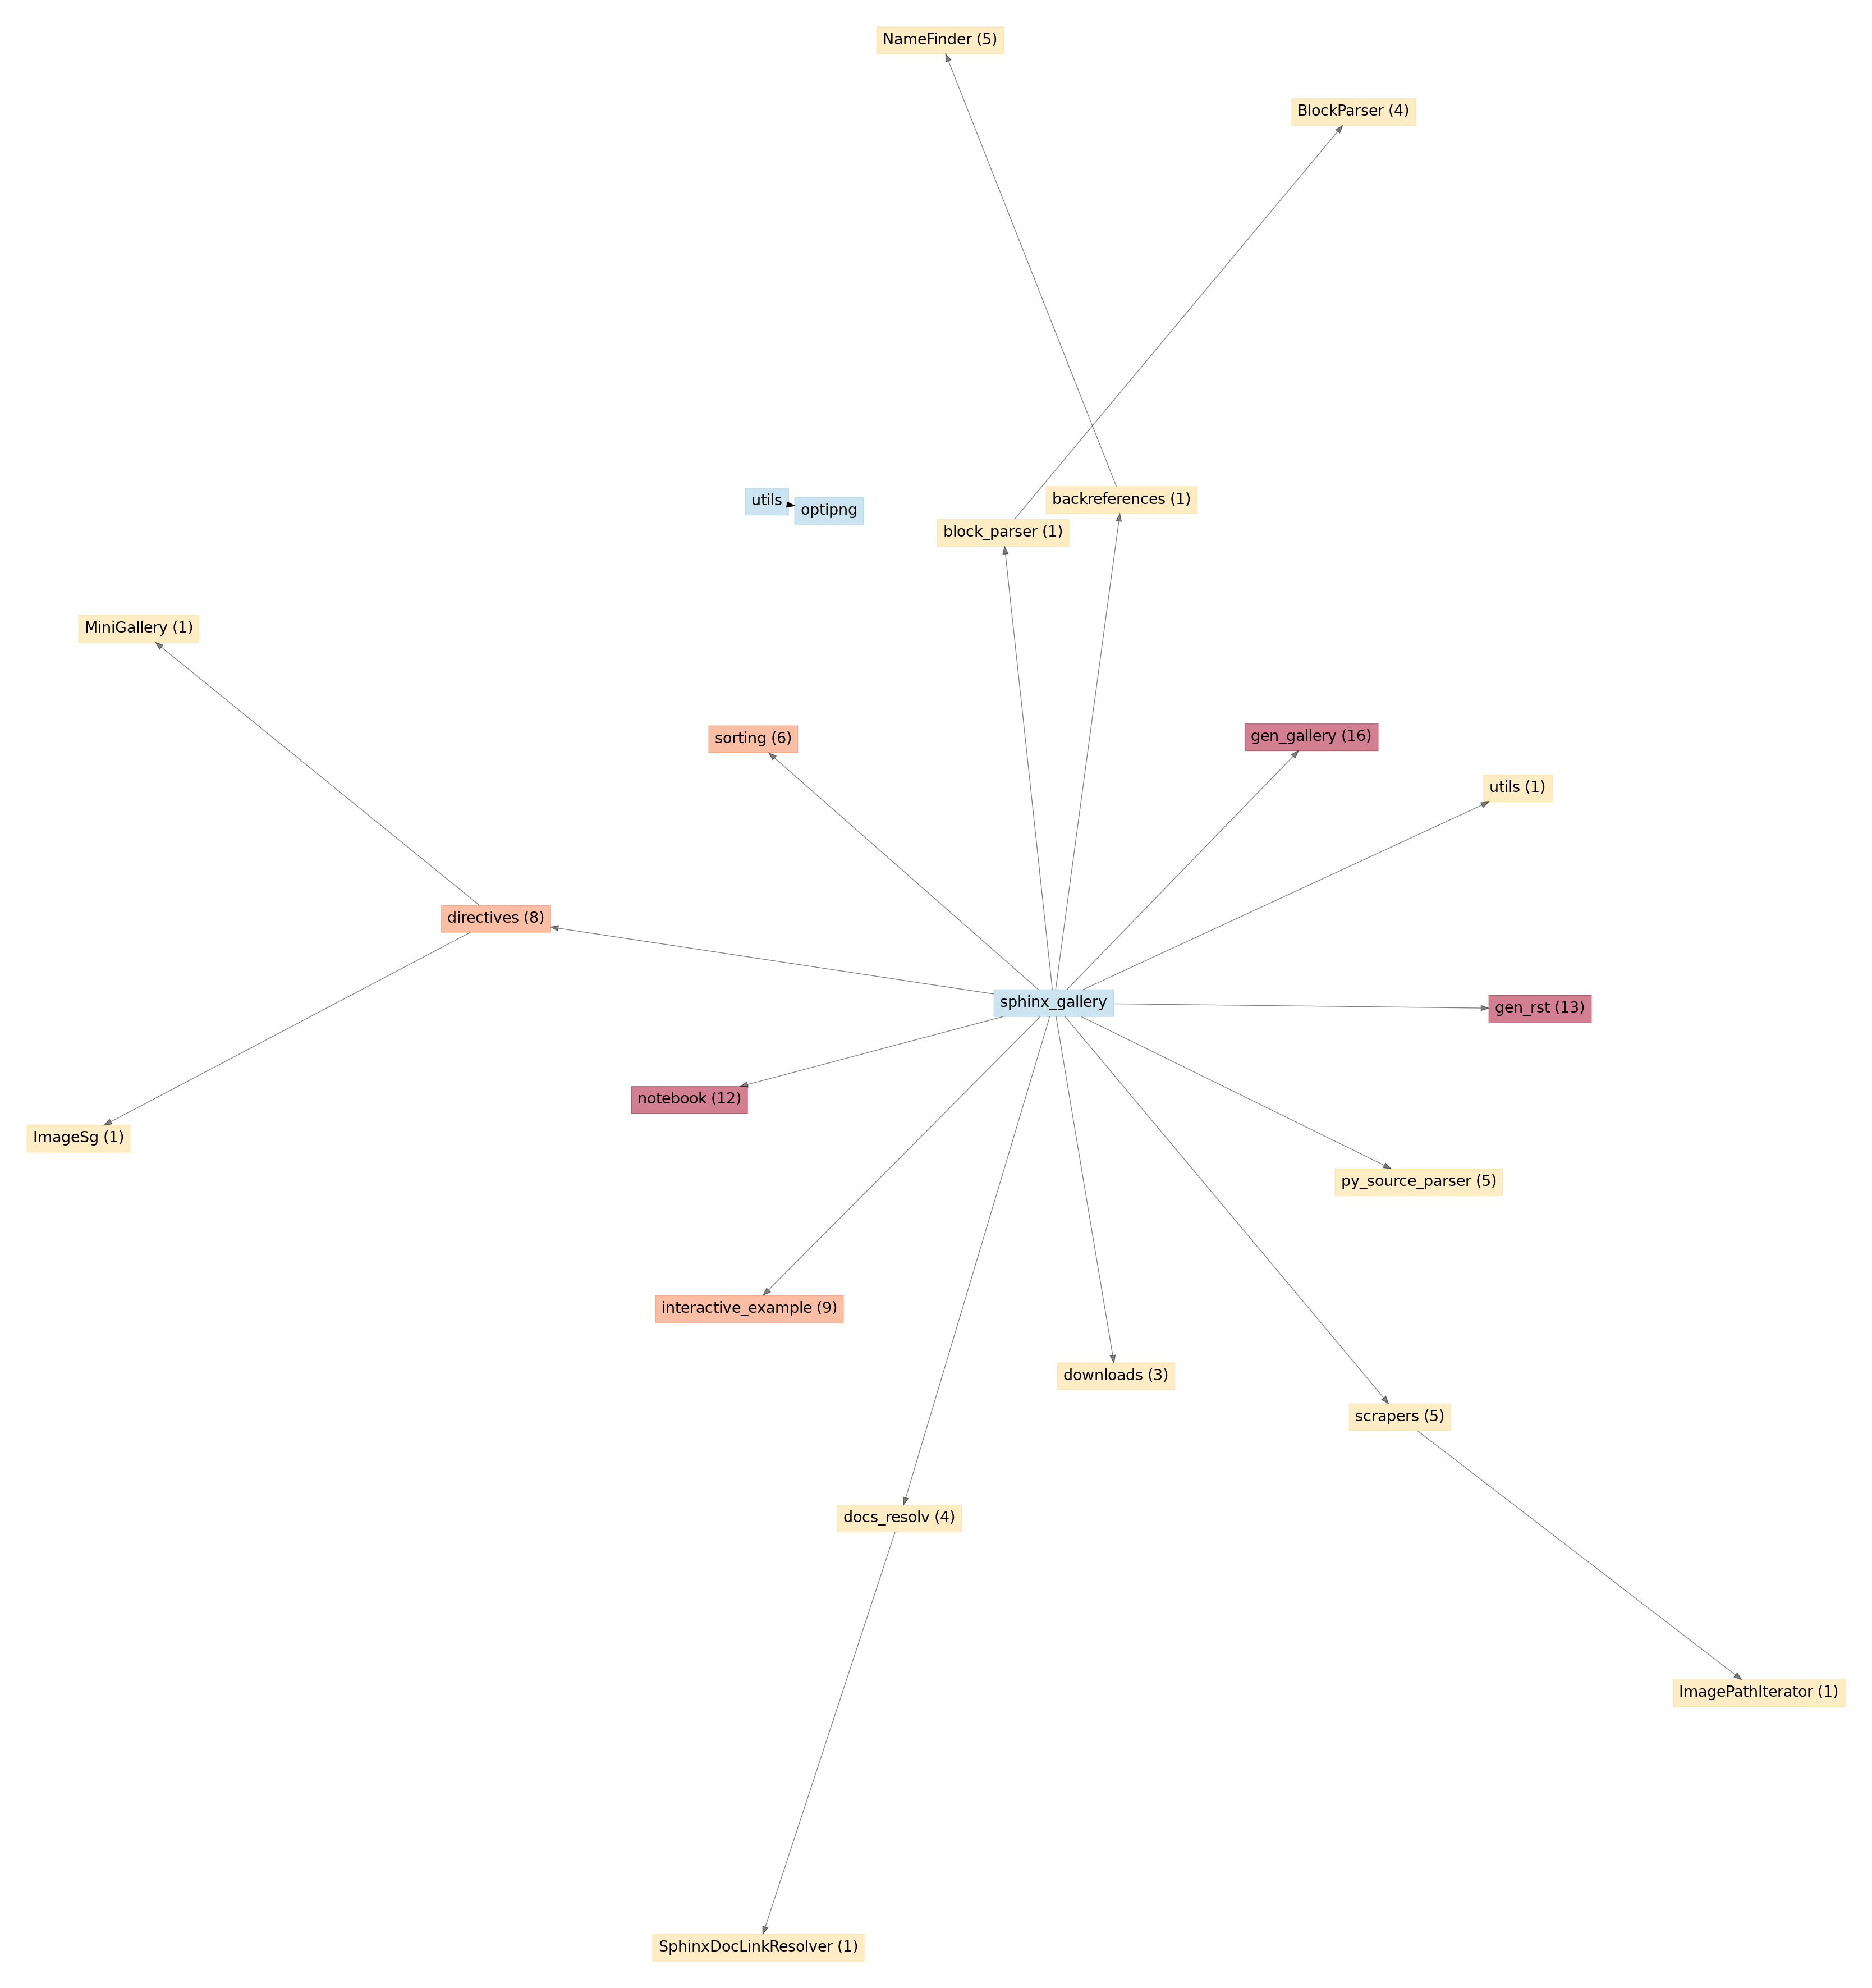 NameFinder (5)
BlockParser (4)
utils
optipng
backreferences (1)
block_parser (1)
MiniGallery (1)
sorting (6)
gen_gallery (16)
utils (1)
directives (8)
sphinx_gallery
gen_rst (13)
notebook (12)
ImageSg (1)
py_source_parser (5)
interactive_example (9)
downloads (3)
scrapers (5)
docs_resolv (4)
ImagePathIterator (1)
SphinxDocLinkResolver (1)